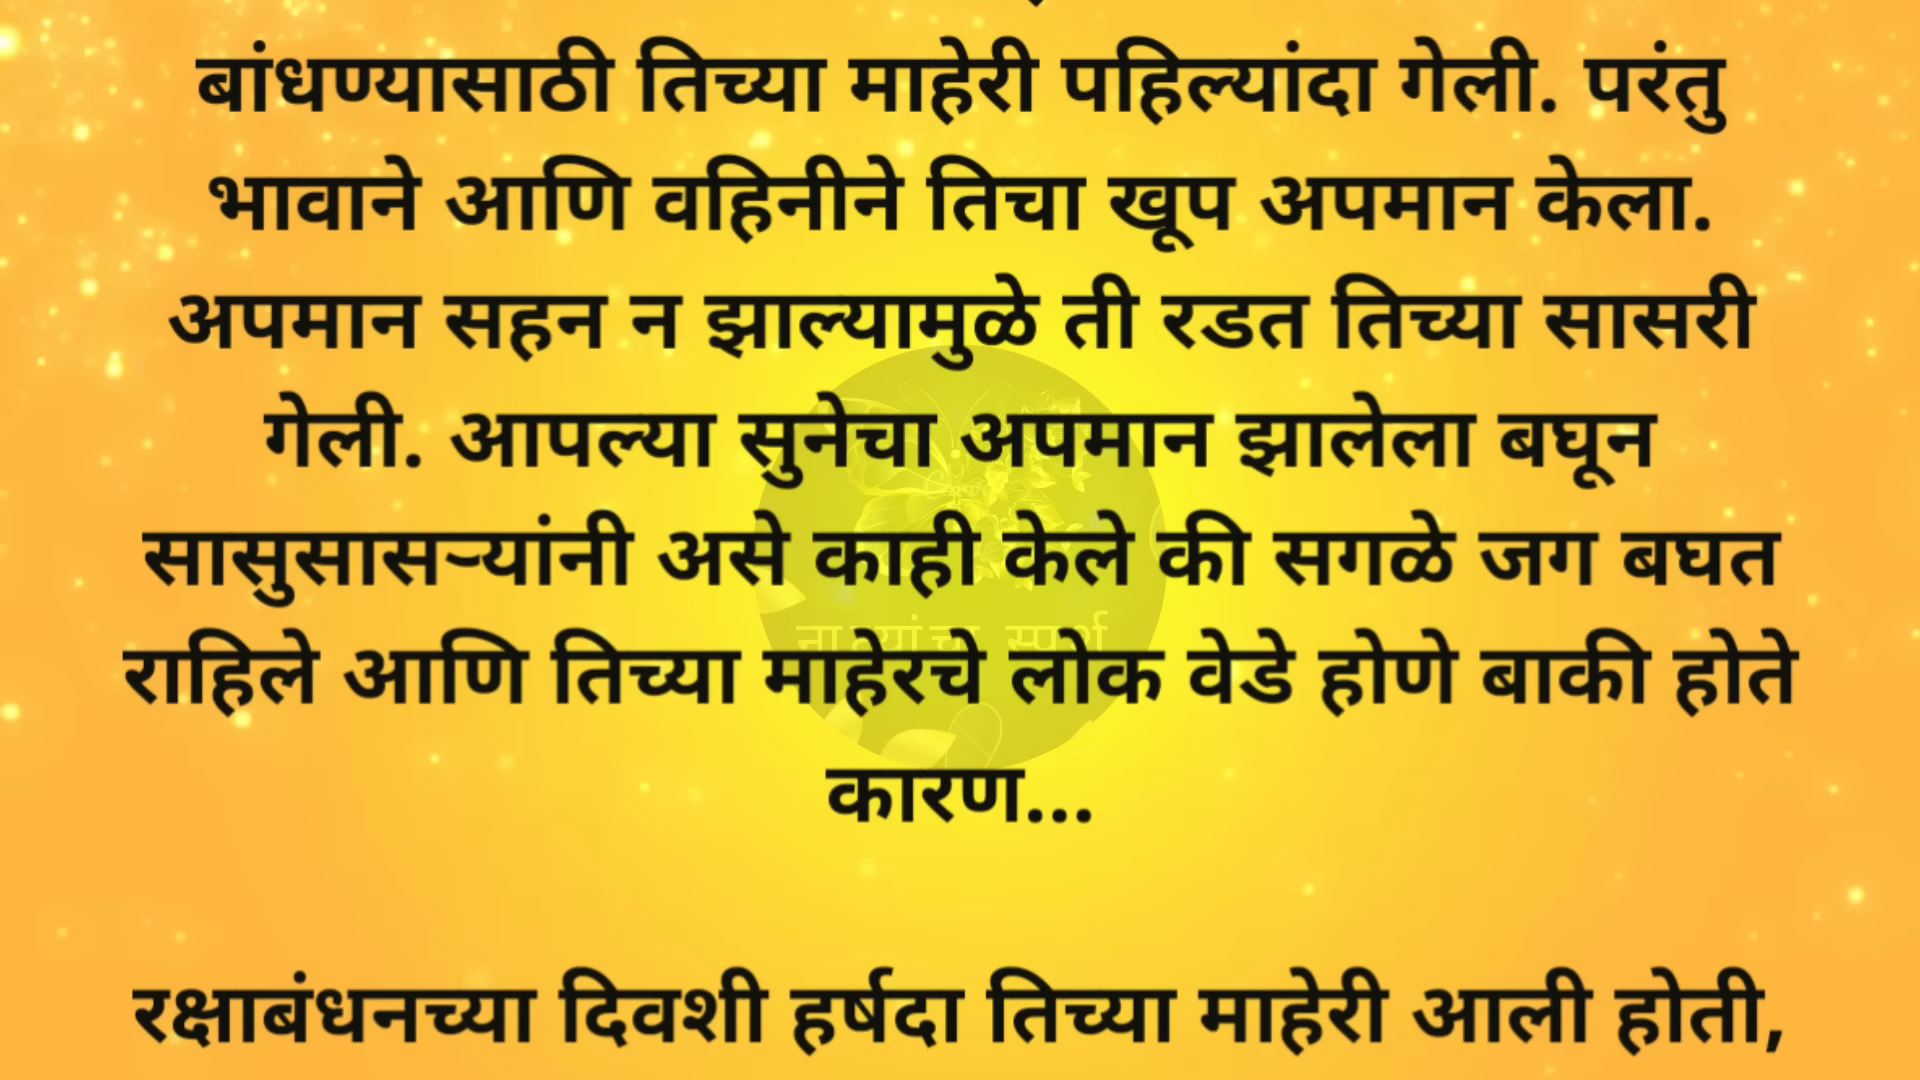 बांधण्यासाठी तिच्या माहेरी पहिल्यांदा गेली. परंतु
भावाने आणि वहिनीने तिचा खूप अपमान केला.
अपमान सहन न झाल्यामुळे ती रडत तिच्या सासरी
गेली. आपल्या सुनेचा अपमान झालेला बघून
सासुसासऱ्यांनी असे काही केले की सगळे जग बघत
नात्यांचा स्पर्श
राहिले आणि तिच्या माहेरचे लोक वेडे होणे बाकी होते
कारण...
रक्षाबंधनच्या दिवशी हर्षदा तिच्या माहेरी आली होती,